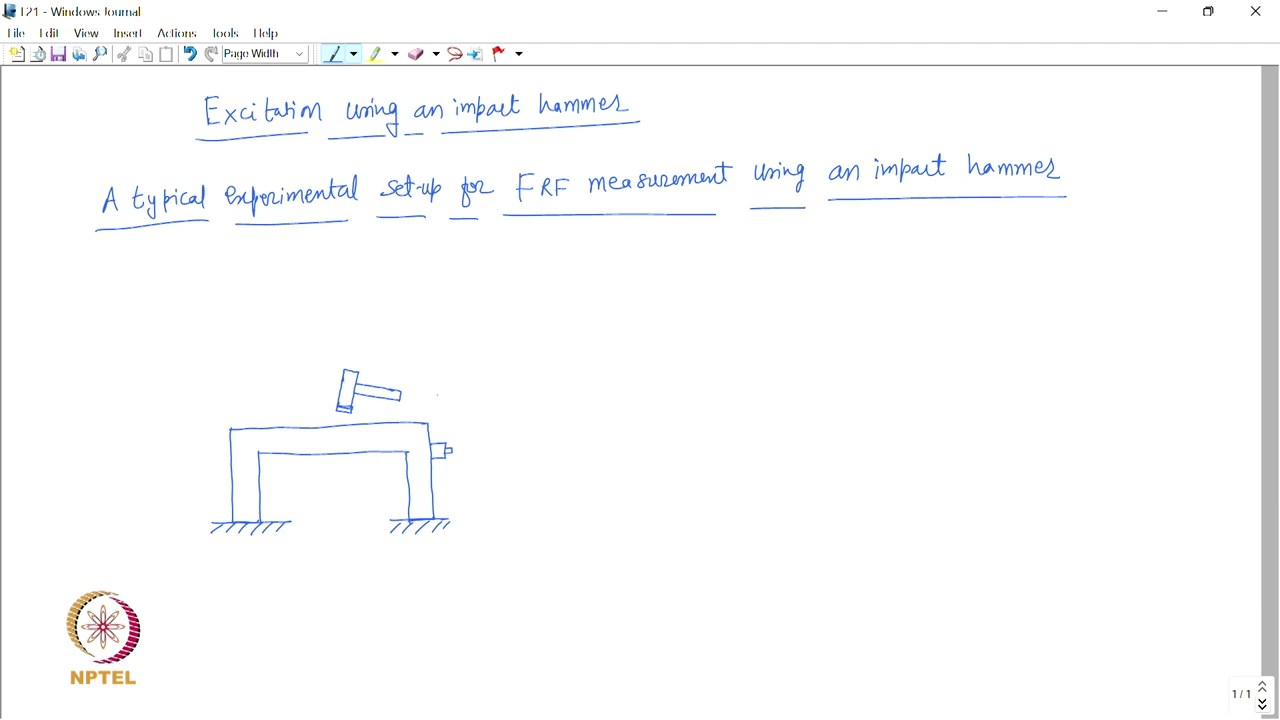 L21 - Windows Journal
File Edit View Insert Actions Tools Help
Page Width
Excitation using an impact hammer
A typical experimental set-up for FRF measurement using an impact hammer
NPTEL
1 / 1